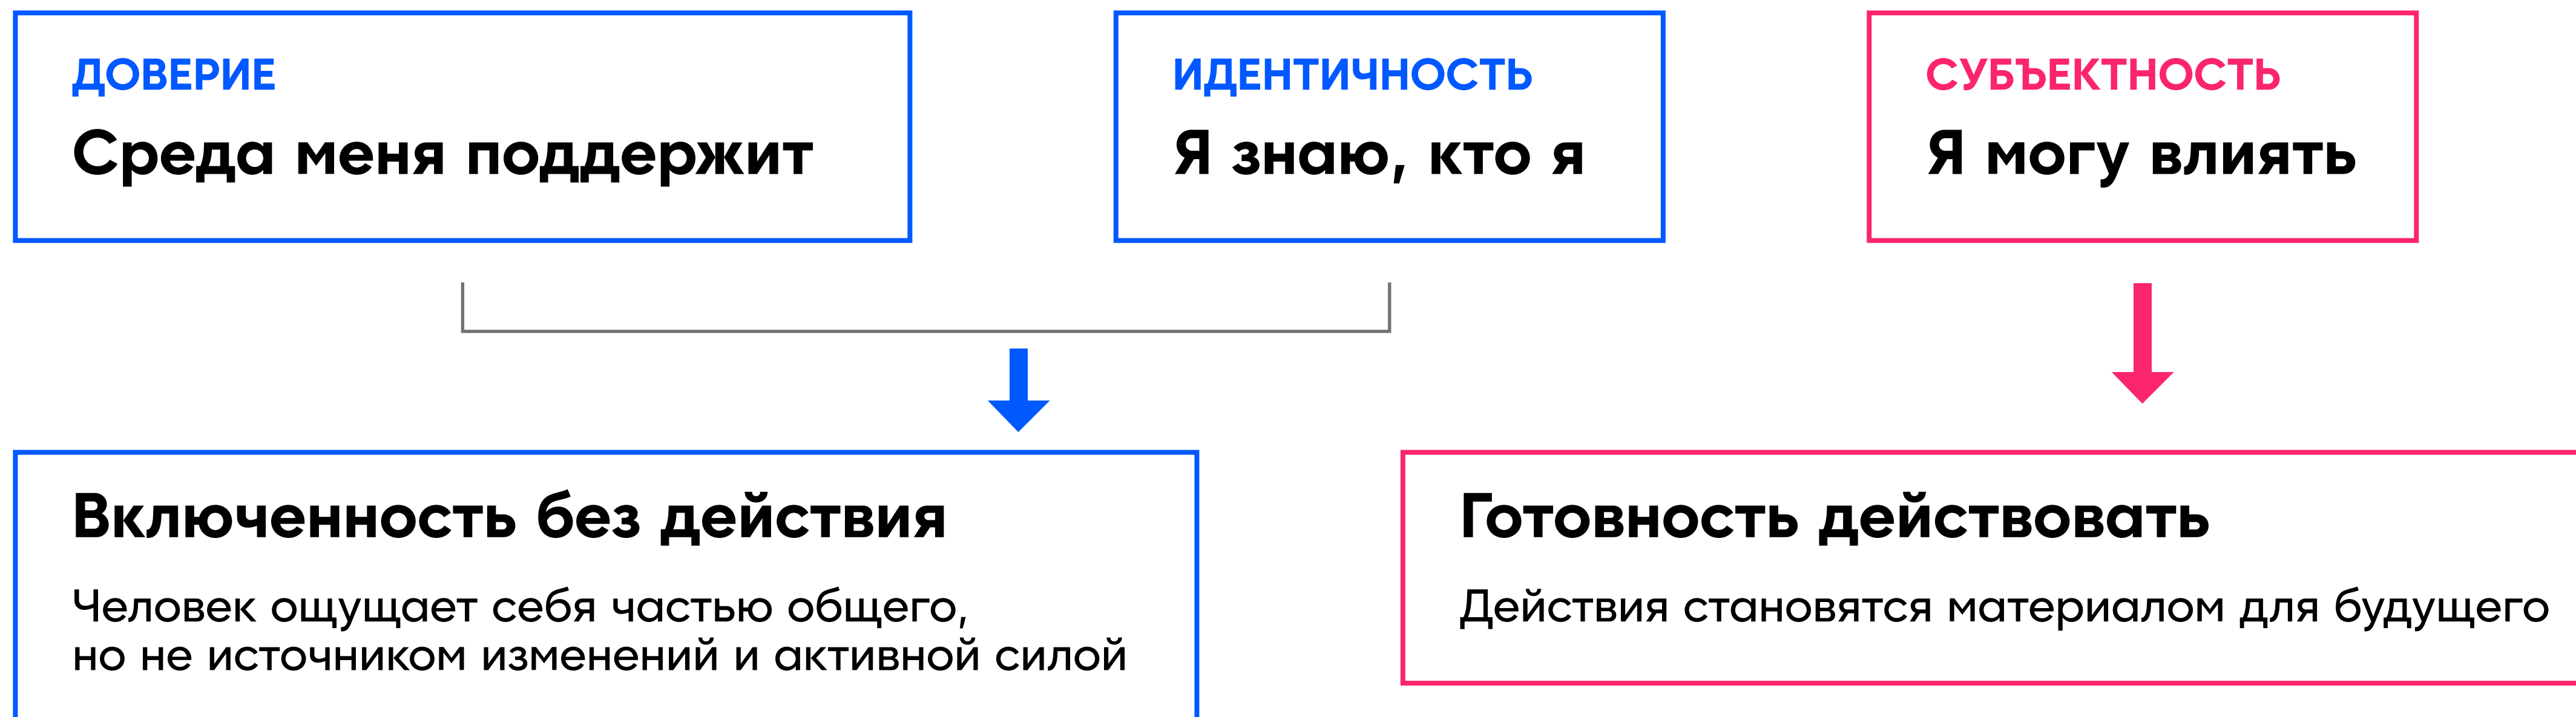 ДОВЕРИЕ
Среда меня поддержит
ИДЕНТИЧНОСТЬ
Я знаю, кто я
СУБЪЕКТНОСТЬ
Я могу влиять
Включенность без действия
Человек ощущает себя частью общего,
но не источником изменений и активной силой
Готовность действовать
Действия становятся материалом для будущего